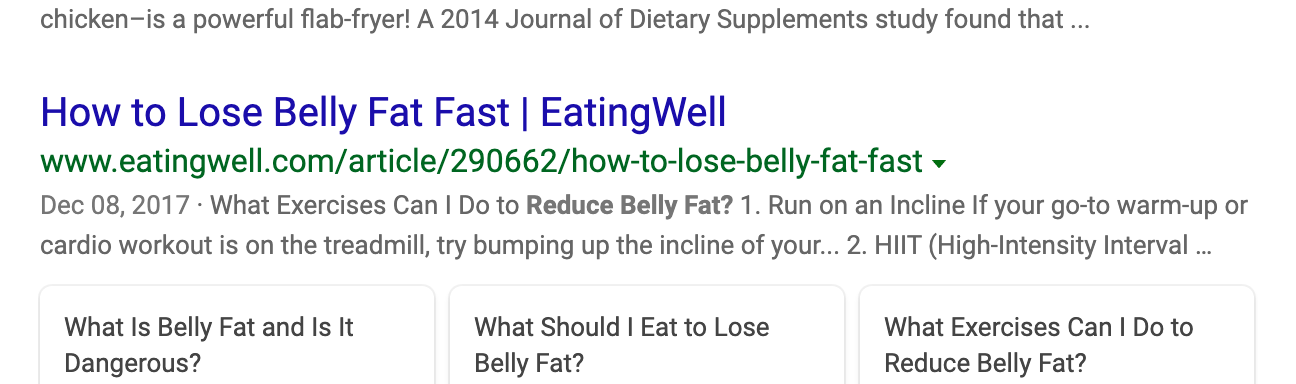 chicken–is a powerful flab-fryer! A 2014 Journal of Dietary Supplements study found that ...
How to Lose Belly Fat Fast | EatingWell
www.eatingwell.com/article/290662/how-to-lose-belly-fat-fast
Dec 08, 2017 · What Exercises Can I Do to Reduce Belly Fat? 1. Run on an Incline If your go-to warm-up or
cardio workout is on the treadmill, try bumping up the incline of your... 2. HIIT (High-Intensity Interval ...
What Is Belly Fat and Is It
Dangerous?
What Should I Eat to Lose
Belly Fat?
What Exercises Can I Do to
Reduce Belly Fat?